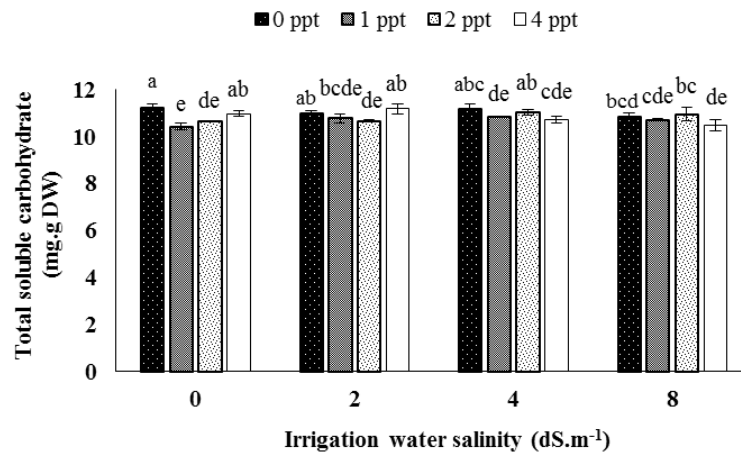 0 ppt 1 ppt 2 ppt 4 ppt
Total soluble carbohydrate
(mg.g DW)
12
10
8
6
4
2
0
a e de ab
ab bcde de ab
abc de ab cde
bcd cde bc de
0 2 4 8
Irrigation water salinity (dS.m⁻¹)